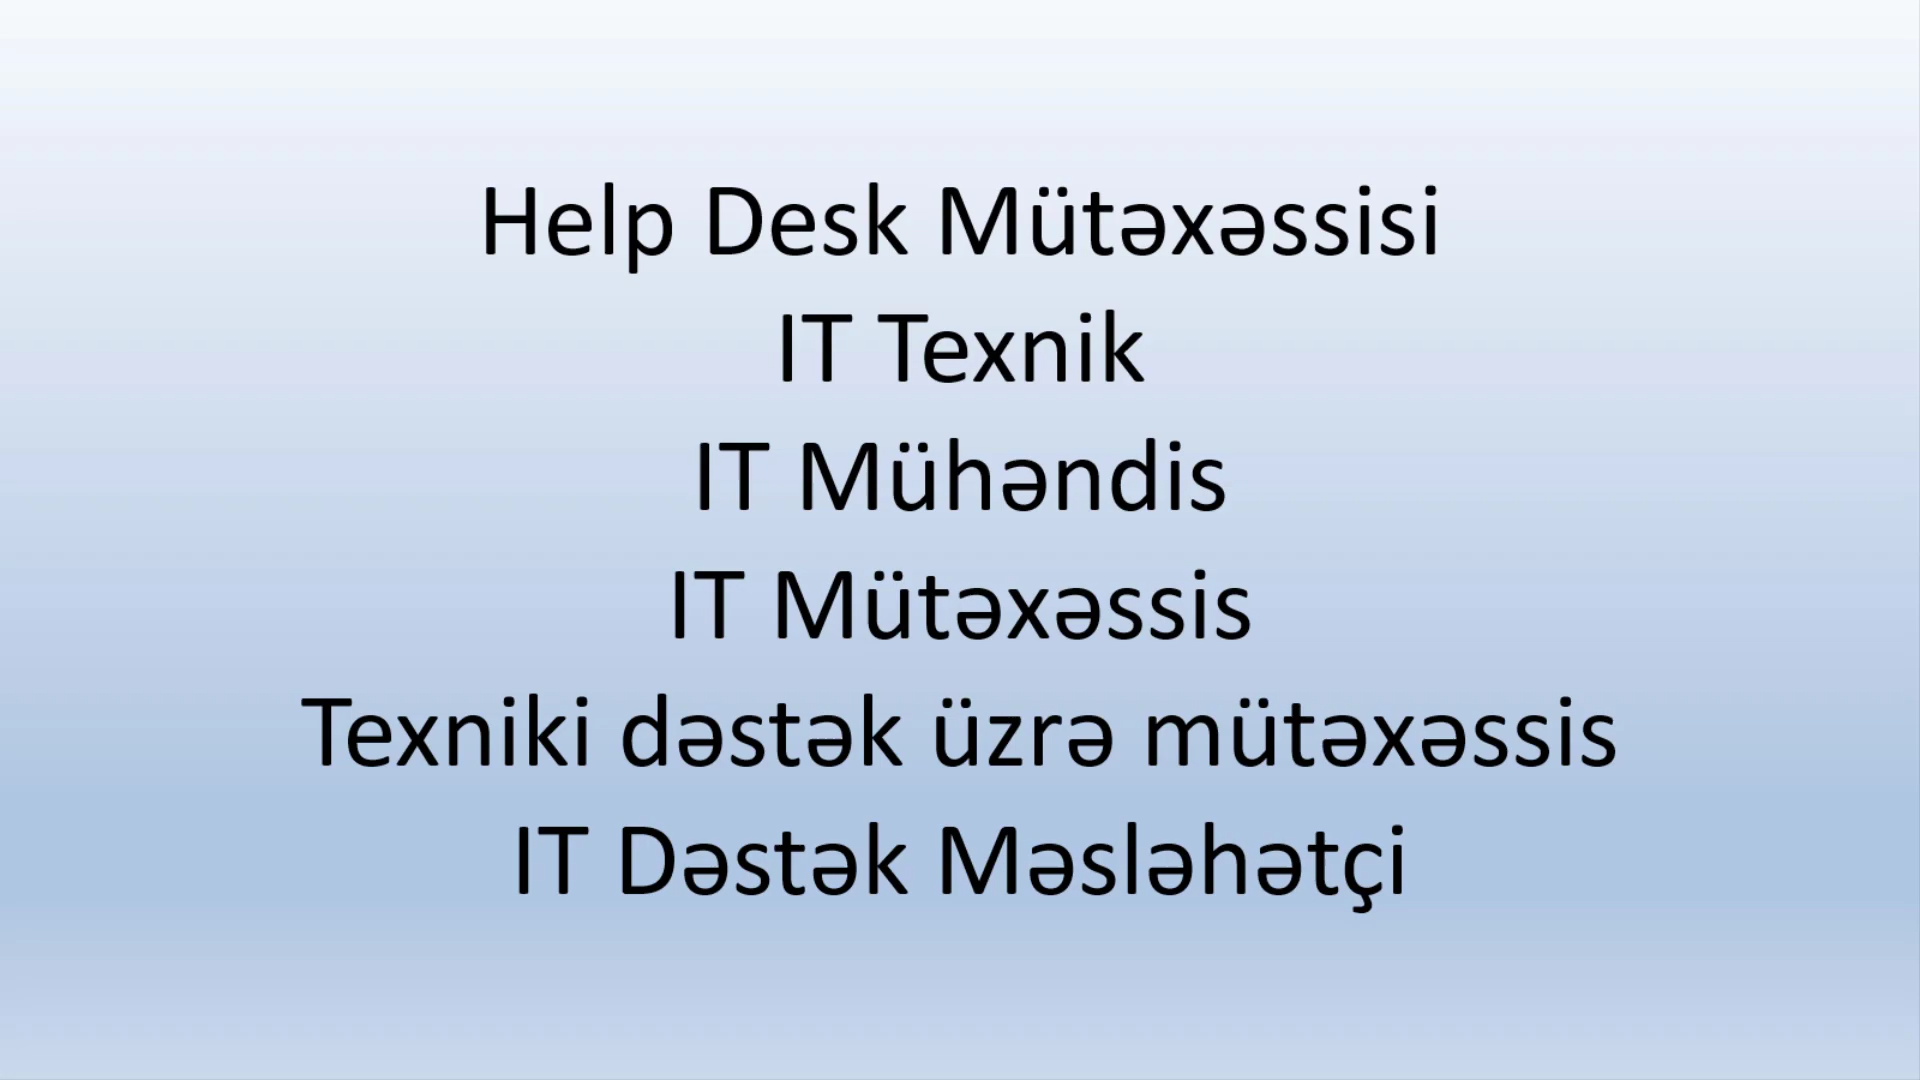 Help Desk Mütəxəssisi
IT Texnik
IT Mühəndis
IT Mütəxəssis
Texniki dəstək üzrə mütəxəssis
IT Dəstək Məsləhətçi